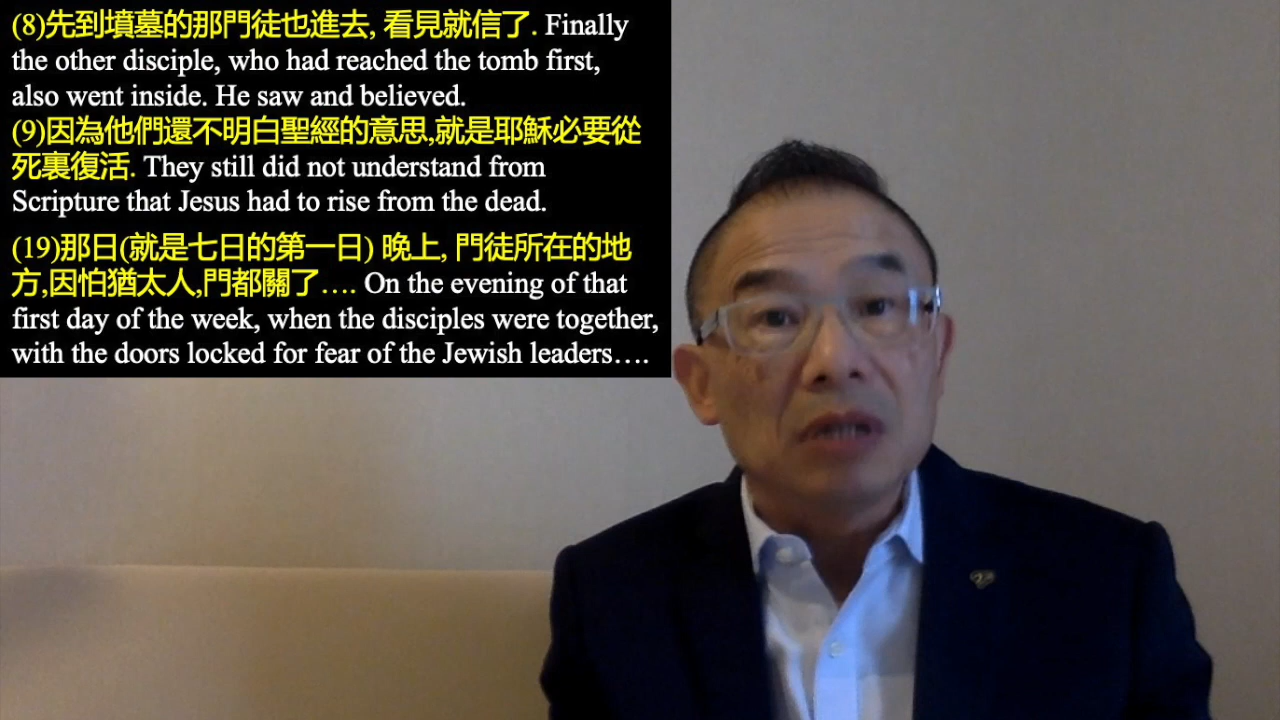 (8)先到墳墓的那門徒也進去, 看見就信了. Finally
the other disciple, who had reached the tomb first,
also went inside. He saw and believed.
(9)因為他們還不明白聖經的意思,就是耶穌必要從
死裏復活. They still did not understand from
Scripture that Jesus had to rise from the dead.
(19)那日(就是七日的第一日) 晚上, 門徒所在的地
方,因怕猶太人,門都關了…. On the evening of that
first day of the week, when the disciples were together,
with the doors locked for fear of the Jewish leaders….